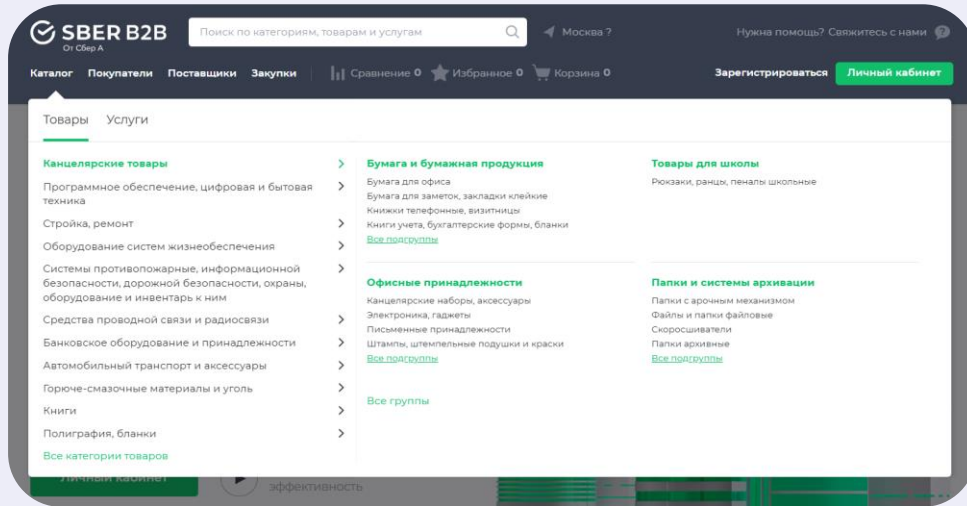 SBER B2B
От Сбер А
Поиск по категориям, товарам и услугам
Москва ?
Нужна помощь? Свяжитесь с нами ?
Каталог Покупатели Поставщики Закупки Сравнение 0 Избранное 0 Корзина 0 Зарегистрироваться Личный кабинет
Товары Услуги
Канцелярские товары
Программное обеспечение, цифровая и бытовая
техника
Стройка, ремонт
Оборудование систем жизнеобеспечения
Системы противопожарные, информационной
безопасности, дорожной безопасности, охраны,
оборудование и инвентарь к ним
Средства проводной связи и радиосвязи
Банковское оборудование и принадлежности
Автомобильный транспорт и аксессуары
Горюче-смазочные материалы и уголь
Книги
Полиграфия, бланки
Все категории товаров
Бумага и бумажная продукция
Бумага для офиса
Бумага для заметок, закладки клейкие
Книжки телефонные, визитницы
Книги учета, бухгалтерские формы, бланки
Все подгруппы
Товары для школы
Рюкзаки, ранцы, пеналы школьные
Офисные принадлежности
Канцелярские наборы, аксессуары
Электроника, гаджеты
Письменные принадлежности
Штампы, штемпельные подушки и краски
Все подгруппы
Папки и системы архивации
Папки с арочным механизмом
Файлы и папки файловые
Скоросшиватели
Папки архивные
Все подгруппы
Все группы
Личный кабинет
эффективность